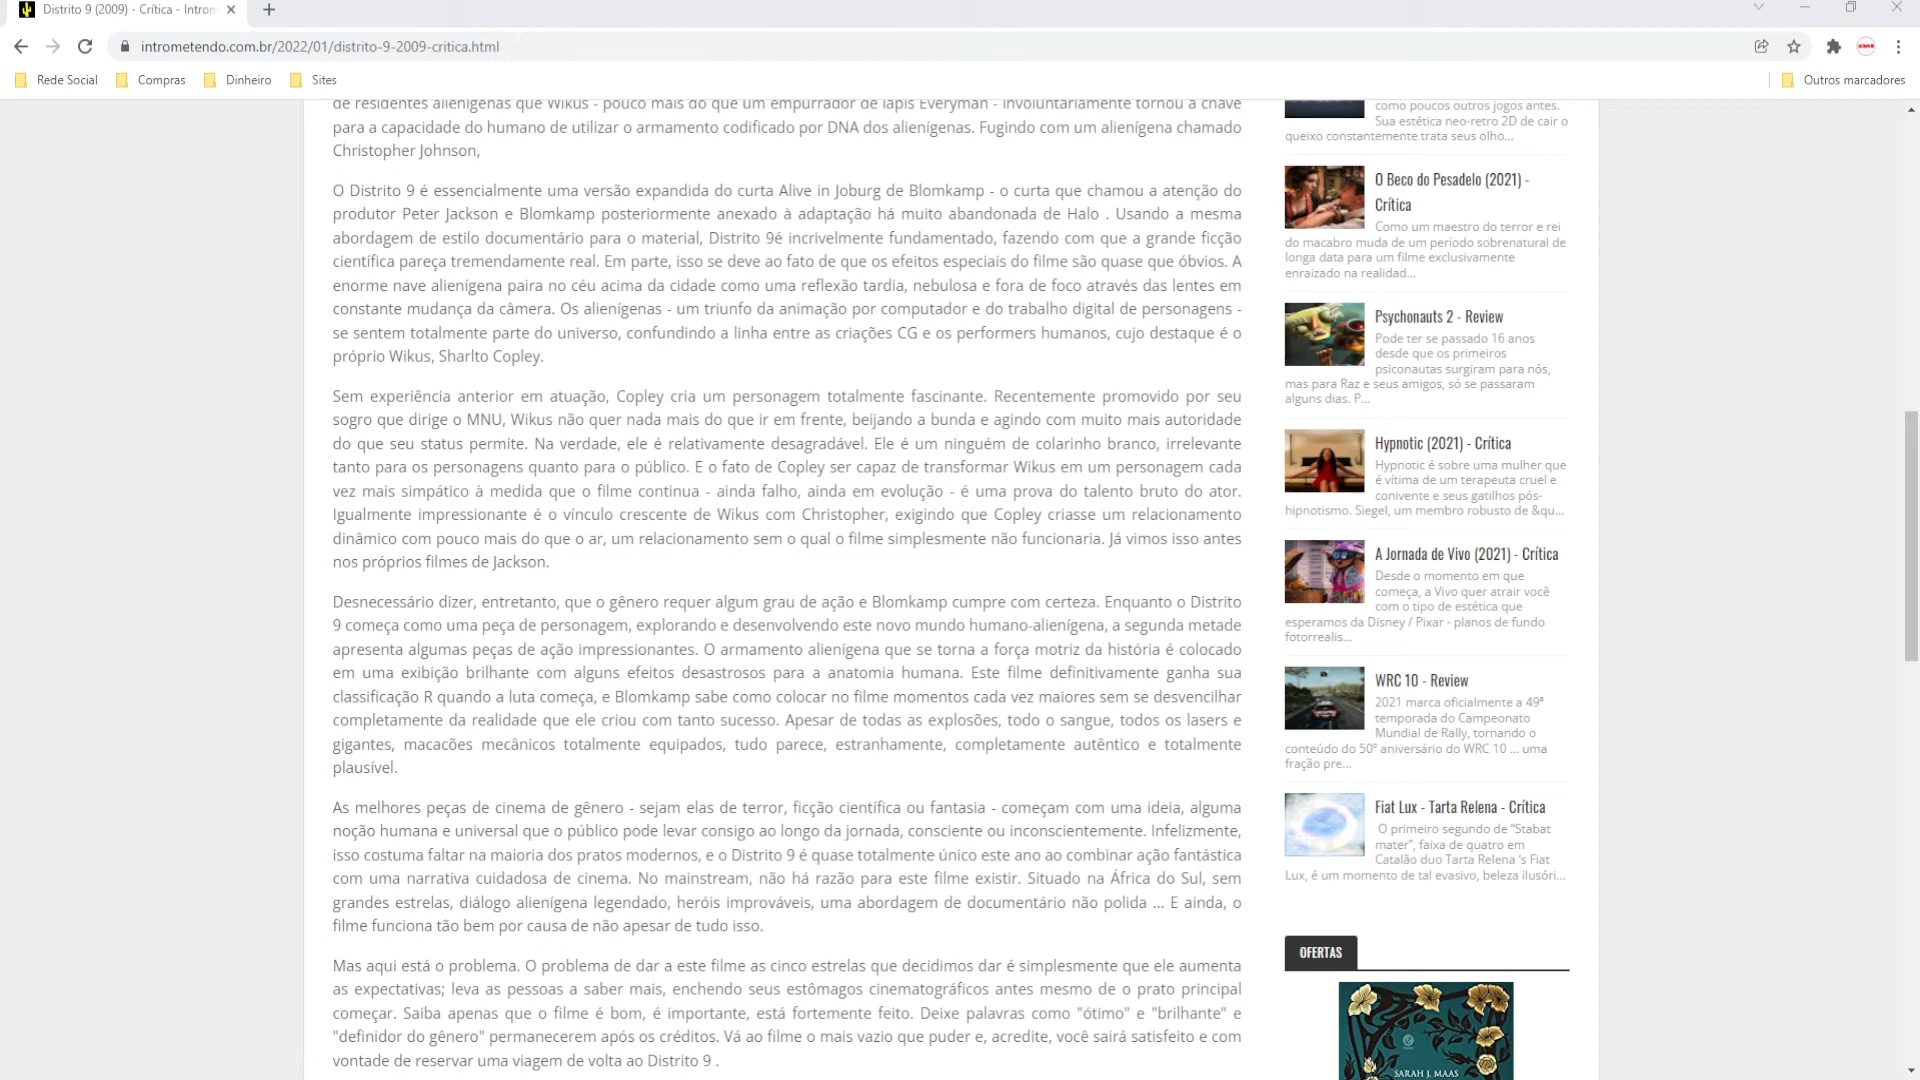 Distrito 9 (2009) - Crítica - Introm
intrometendo.com.br/2022/01/distrito-9-2009-critica.html
Rede Social
Compras
Dinheiro
Sites
Outros marcadores
de residentes alienígenas que Wikus - pouco mais do que um empurrador de lápis Everyman - involuntariamente tornou a chave
para a capacidade do humano de utilizar o armamento codificado por DNA dos alienígenas. Fugindo com um alienígena chamado
Christopher Johnson,
O Distrito 9 é essencialmente uma versão expandida do curta Alive in Joburg de Blomkamp - o curta que chamou a atenção do
produtor Peter Jackson e Blomkamp posteriormente anexado à adaptação há muito abandonada de Halo . Usando a mesma
abordagem de estilo documentário para o material, Distrito 9é incrivelmente fundamentado, fazendo com que a grande ficção
científica pareça tremendamente real. Em parte, isso se deve ao fato de que os efeitos especiais do filme são quase que óbvios. A
enorme nave alienígena paira no céu acima da cidade como uma reflexão tardia, nebulosa e fora de foco através das lentes em
constante mudança da câmera. Os alienígenas - um triunfo da animação por computador e do trabalho digital de personagens -
se sentem totalmente parte do universo, confundindo a linha entre as criações CG e os performers humanos, cujo destaque é o
próprio Wikus, Sharlto Copley.
Sem experiência anterior em atuação, Copley cria um personagem totalmente fascinante. Recentemente promovido por seu
sogro que dirige o MNU, Wikus não quer nada mais do que ir em frente, beijando a bunda e agindo com muito mais autoridade
do que seu status permite. Na verdade, ele é relativamente desagradável. Ele é um ninguém de colarinho branco, irrelevante
tanto para os personagens quanto para o público. E o fato de Copley ser capaz de transformar Wikus em um personagem cada
vez mais simpático à medida que o filme continua - ainda falho, ainda em evolução - é uma prova do talento bruto do ator.
Igualmente impressionante é o vínculo crescente de Wikus com Christopher, exigindo que Copley criasse um relacionamento
dinâmico com pouco mais do que o ar, um relacionamento sem o qual o filme simplesmente não funcionaria. Já vimos isso antes
nos próprios filmes de Jackson.
Desnecessário dizer, entretanto, que o gênero requer algum grau de ação e Blomkamp cumpre com certeza. Enquanto o Distrito
9 começa como uma peça de personagem, explorando e desenvolvendo este novo mundo humano-alienígena, a segunda metade
apresenta algumas peças de ação impressionantes. O armamento alienígena que se torna a força motriz da história é colocado
em uma exibição brilhante com alguns efeitos desastrosos para a anatomia humana. Este filme definitivamente ganha sua
classificação R quando a luta começa, e Blomkamp sabe como colocar no filme momentos cada vez maiores sem se desvencilhar
completamente da realidade que ele criou com tanto sucesso. Apesar de todas as explosões, todo o sangue, todos os lasers e
gigantes, macacões mecânicos totalmente equipados, tudo parece, estranhamente, completamente autêntico e totalmente
plausível.
As melhores peças de cinema de gênero - sejam elas de terror, ficção científica ou fantasia - começam com uma ideia, alguma
noção humana e universal que o público pode levar consigo ao longo da jornada, consciente ou inconscientemente. Infelizmente,
isso costuma faltar na maioria dos pratos modernos, e o Distrito 9 é quase totalmente único este ano ao combinar ação fantástica
com uma narrativa cuidadosa de cinema. No mainstream, não há razão para este filme existir. Situado na África do Sul, sem
grandes estrelas, diálogo alienígena legendado, heróis improváveis, uma abordagem de documentário não polida ... E ainda, o
filme funciona tão bem por causa de não apesar de tudo isso.
Mas aqui está o problema. O problema de dar a este filme as cinco estrelas que decidimos dar é simplesmente que ele aumenta
as expectativas; leva as pessoas a saber mais, enchendo seus estômagos cinematográficos antes mesmo de o prato principal
começar. Saiba apenas que o filme é bom, é importante, está fortemente feito. Deixe palavras como "ótimo" e "brilhante" e
"definidor do gênero" permanecerem após os créditos. Vá ao filme o mais vazio que puder e, acredite, você sairá satisfeito e com
vontade de reservar uma viagem de volta ao Distrito 9 .
como poucos outros jogos antes.
Sua estética neo-retro 2D de cair o
queixo constantemente trata seus olho...
O Beco do Pesadelo (2021) -
Crítica
Como um maestro do terror e rei
do macabro muda de um período sobrenatural de
longa data para um filme exclusivamente
enraizado na realidad...
Psychonauts 2 - Review
Pode ter se passado 16 anos
desde que os primeiros
psiconautas surgiram para nós,
mas para Raz e seus amigos, só se passaram
alguns dias. P...
Hypnotic (2021) - Crítica
Hypnotic é sobre uma mulher que
é vítima de um terapeuta cruel e
conivente e seus gatilhos pós-
hipnotismo. Siegel, um membro robusto de &qu...
A Jornada de Vivo (2021) - Crítica
Desde o momento em que
começa, a Vivo quer atrair você
com o tipo de estética que
esperamos da Disney / Pixar - planos de fundo
fotorrealis...
WRC 10 - Review
2021 marca oficialmente a 49ª
temporada do Campeonato
Mundial de Rally, tornando o
conteúdo do 50º aniversário do WRC 10 ... uma
fração pre...
Fiat Lux - Tarta Relena - Crítica
O primeiro segundo de “Stabat
mater”, faixa de quatro em
Catalão duo Tarta Relena ‘s Fiat
Lux, é um momento de tal evasivo, beleza ilusóri...
OFERTAS
SARAH J. MAAS